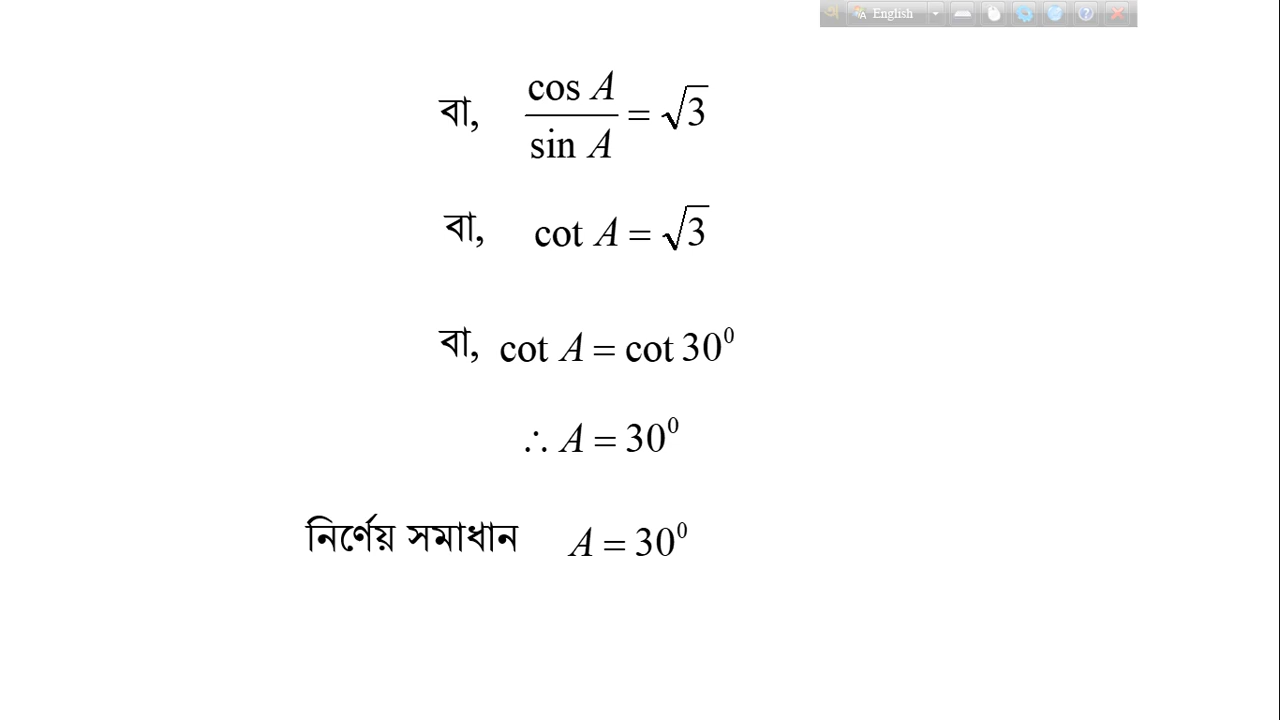 English
বা, cos A / sin A = √3
বা, cot A = √3
বা, cot A = cot 30⁰
∴ A = 30⁰
নির্ণেয় সমাধান A = 30⁰